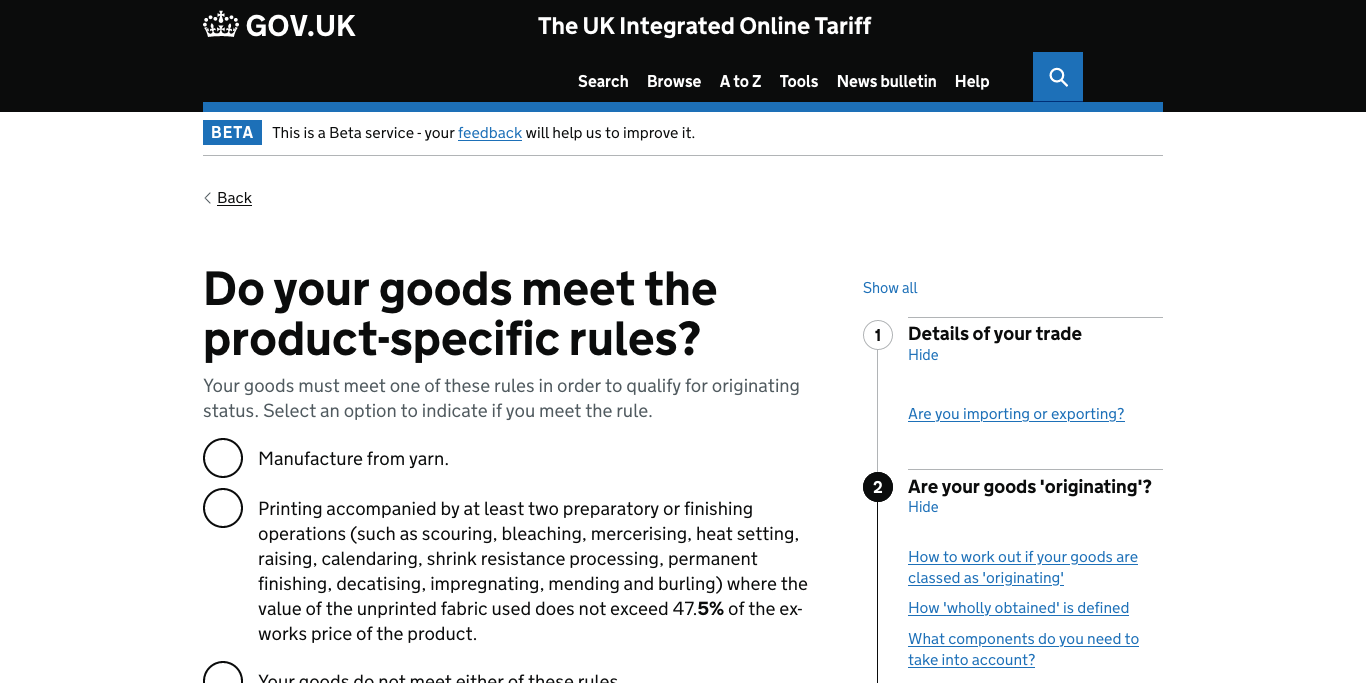 GOV.UK
The UK Integrated Online Tariff
Search Browse A to Z Tools News bulletin Help
BETA This is a Beta service - your feedback will help us to improve it.
Back
Do your goods meet the
product-specific rules?
Your goods must meet one of these rules in order to qualify for originating
status. Select an option to indicate if you meet the rule.
Manufacture from yarn.
Printing accompanied by at least two preparatory or finishing
operations (such as scouring, bleaching, mercerising, heat setting,
raising, calendaring, shrink resistance processing, permanent
finishing, decatising, impregnating, mending and burling) where the
value of the unprinted fabric used does not exceed 47.5% of the ex-
works price of the product.
Your goods do not meet either of these rules.
Show all
1 Details of your trade
Hide
Are you importing or exporting?
2 Are your goods 'originating'?
Hide
How to work out if your goods are
classed as 'originating'
How 'wholly obtained' is defined
What components do you need to
take into account?